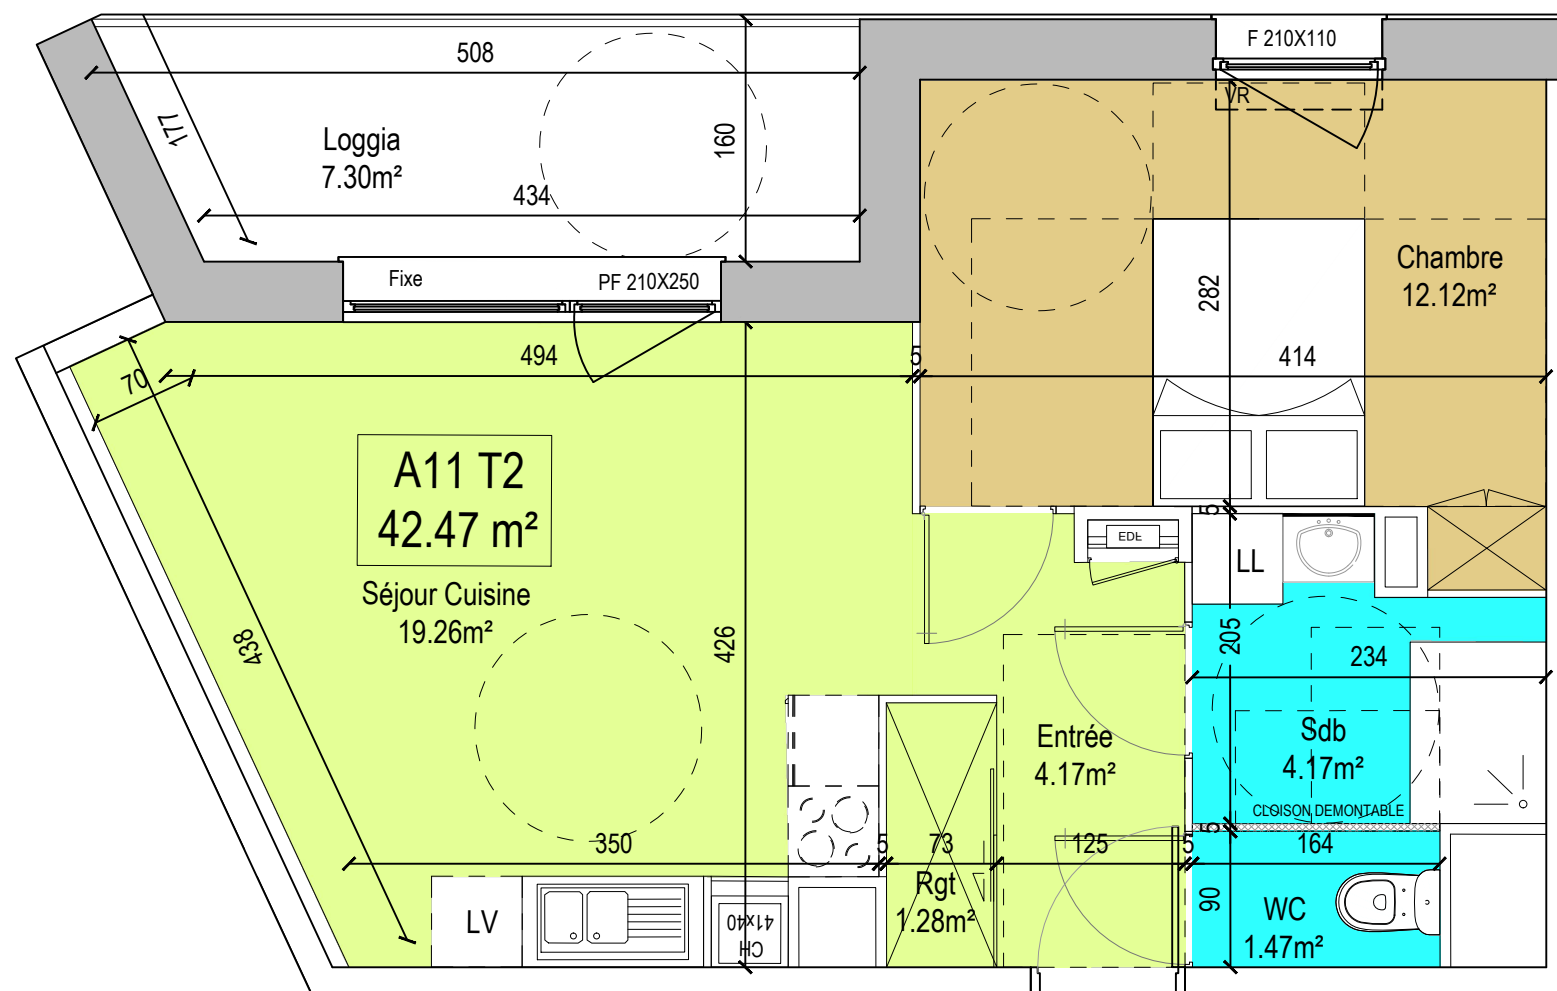 F 210X110
508
VR
177
Loggia
7.30m²
160
434
Fixe
PF 210X250
Chambre
12.12m²
282
494
5
414
70
A11 T2
42.47 m²
5
EDF
LL
Séjour Cuisine
19.26m²
438
426
205
234
Entrée
4.17m²
Sdb
4.17m²
CLOISON DEMONTABLE
350
5
73
125
5
5
164
Rgt
1.28m²
90
LV
41x40
CH
WC
1.47m²